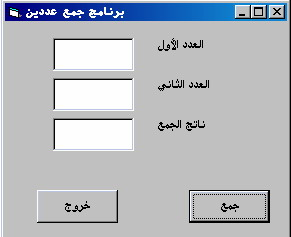 برنامج جمع عددين
العدد الأول
العدد الثاني
ناتج الجمع
جمع
خروج